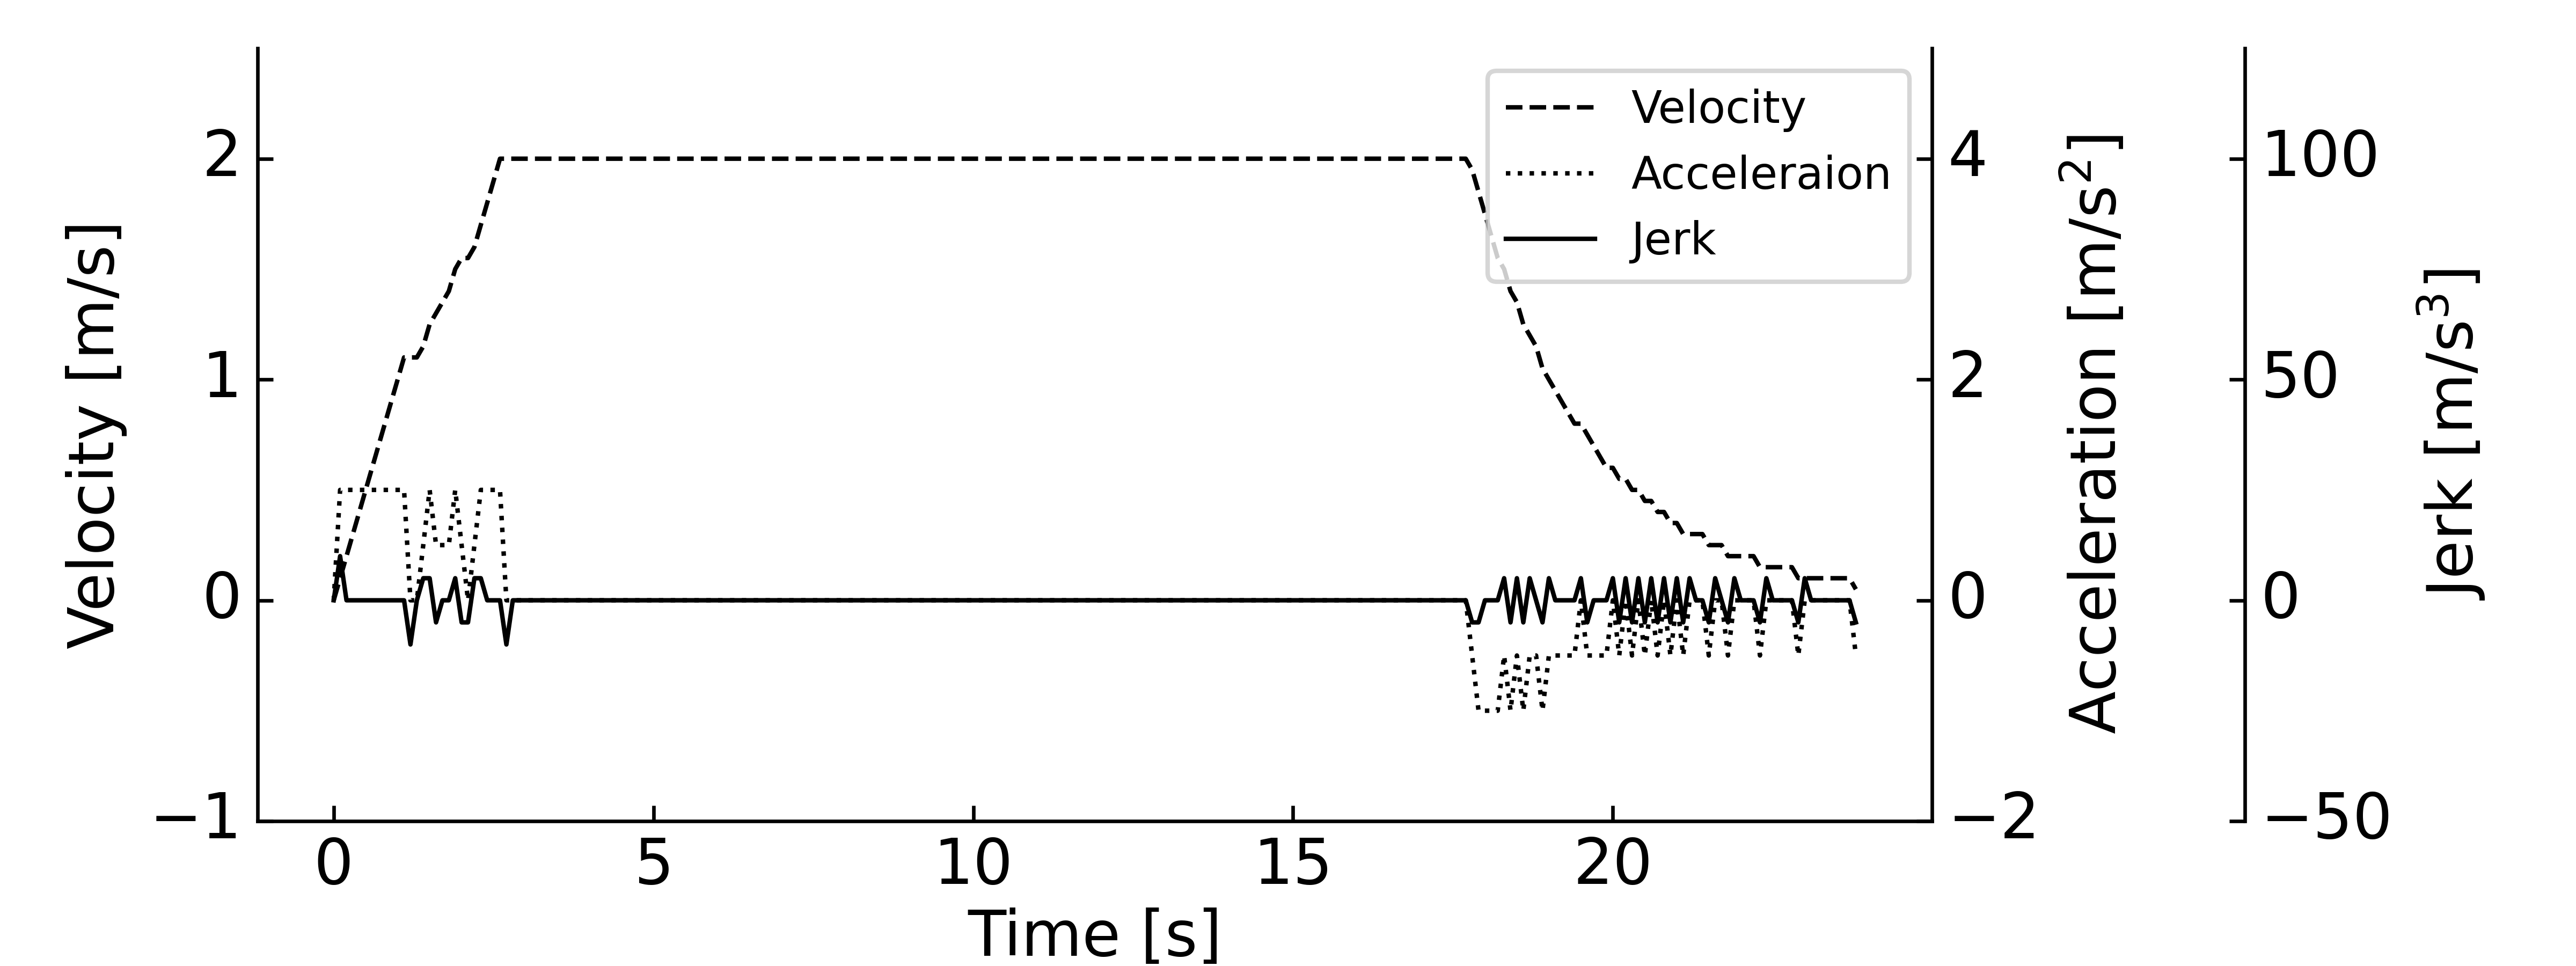 Velocity [m/s]
2
1
0
−1
0 5 10 15 20
Time [s]
Velocity
Acceleraion
Jerk
4
2
0
−2
Acceleration [m/s²]
100
50
0
−50
Jerk [m/s³]